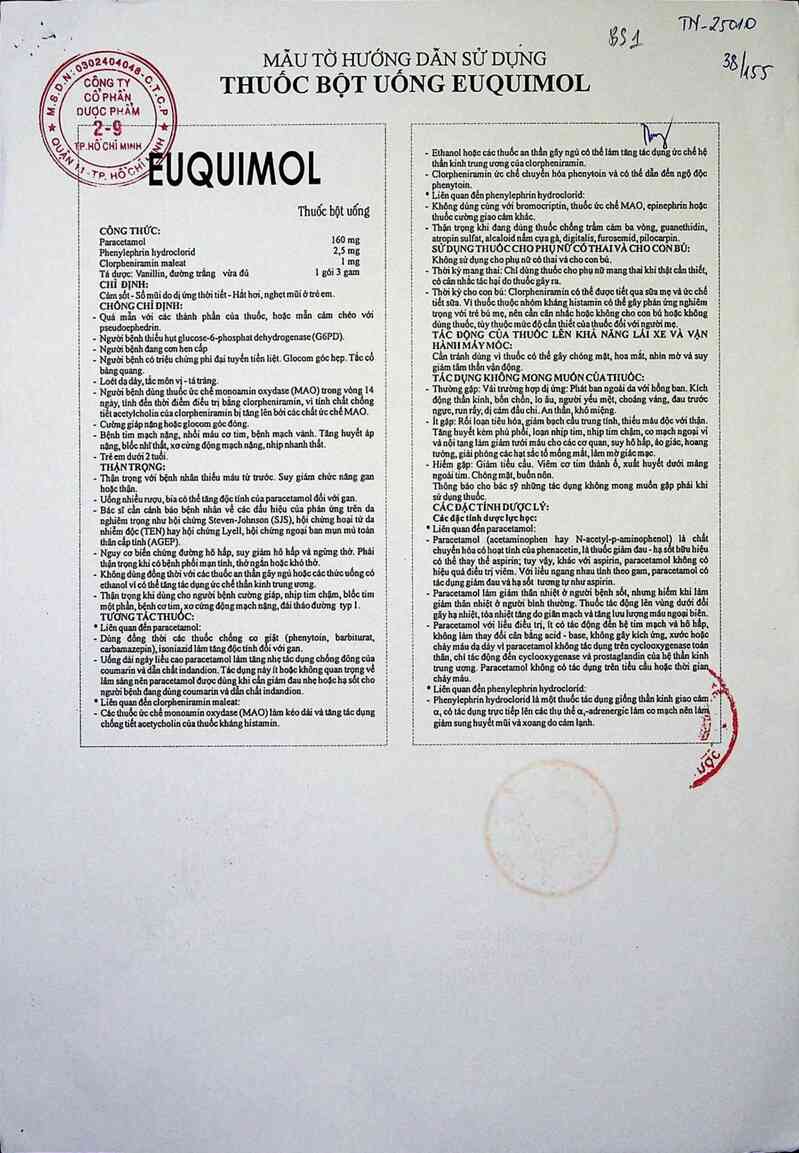 TN-25010
BS1
38/155
M.S.D.N: 0302404048-C.T.C.P
CÔNG TY
CỔ PHẦN
DƯỢC PHẨM
2-9
TP.HỒ CHÍ MINH
QUẬN 11-TP. HỒ CHÍ MINH
MẪU TỜ HƯỚNG DẪN SỬ DỤNG
THUỐC BỘT UỐNG EUQUIMOL
EUQUIMOL
Thuốc bột uống
CÔNG THỨC:
Paracetamol 160 mg
Phenylephrin hydroclorid 2,5 mg
Clorpheniramin maleat 1 mg
Tá dược: Vanillin, đường trắng vừa đủ 1 gói 3 gam
CHỈ ĐỊNH:
Cảm sốt - Sổ mũi do dị ứng thời tiết - Hắt hơi, nghẹt mũi ở trẻ em.
CHỐNG CHỈ ĐỊNH:
- Quá mẫn với các thành phần của thuốc, hoặc mẫn cảm chéo với
pseudoephedrin.
- Người bệnh thiếu hụt glucose-6-phosphat dehydrogenase (G6PD).
- Người bệnh đang cơn hen cấp
- Người bệnh có triệu chứng phì đại tuyến tiền liệt. Glocom góc hẹp. Tắc cổ
bàng quang.
- Loét dạ dày, tắc môn vị - tá tràng.
- Người bệnh dùng thuốc ức chế monoamin oxydase (MAO) trong vòng 14
ngày, tính đến thời điểm điều trị bằng clorpheniramin, vì tính chất chống
tiết acetylcholin của clorpheniramin bị tăng lên bởi các chất ức chế MAO.
- Cường giáp nặng hoặc glocom góc đóng.
- Bệnh tim mạch nặng, nhồi máu cơ tim, bệnh mạch vành. Tăng huyết áp
nặng, blốc nhĩ thất, xơ cứng động mạch nặng, nhịp nhanh thất.
- Trẻ em dưới 2 tuổi.
THẬN TRỌNG:
- Thận trọng với bệnh nhân thiếu máu từ trước. Suy giảm chức năng gan
hoặc thận.
- Uống nhiều rượu, bia có thể tăng độc tính của paracetamol đối với gan.
- Bác sĩ cần cảnh báo bệnh nhân về các dấu hiệu của phản ứng trên da
nghiêm trọng như hội chứng Steven-Johnson (SJS), hội chứng hoại tử da
nhiễm độc (TEN) hay hội chứng Lyell, hội chứng ngoại ban mụn mủ toàn
thân cấp tính (AGEP).
- Nguy cơ biến chứng đường hô hấp, suy giảm hô hấp và ngừng thở. Phải
thận trọng khi có bệnh phổi mạn tính, thở ngắn hoặc khó thở.
- Không dùng đồng thời với các thuốc an thần gây ngủ hoặc các thức uống có
ethanol vì có thể tăng tác dụng ức chế thần kinh trung ương.
- Thận trọng khi dùng cho người bệnh cường giáp, nhịp tim chậm, blốc tim
một phần, bệnh cơ tim, xơ cứng động mạch nặng, đái tháo đường typ 1.
TƯƠNG TÁC THUỐC:
* Liên quan đến paracetamol:
- Dùng đồng thời các thuốc chống co giật (phenytoin, barbiturat,
carbamazepin), isoniazid làm tăng độc tính đối với gan.
- Uống dài ngày liều cao paracetamol làm tăng nhẹ tác dụng chống đông của
coumarin và dẫn chất indandion. Tác dụng này ít hoặc không quan trọng về
lâm sàng nên paracetamol được dùng khi cần giảm đau nhẹ hoặc hạ sốt cho
người bệnh đang dùng coumarin và dẫn chất indandion.
* Liên quan đến clorpheniramin maleat:
- Các thuốc ức chế monoamin oxydase (MAO) làm kéo dài và tăng tác dụng
chống tiết acetycholin của thuốc kháng histamin.
- Ethanol hoặc các thuốc an thần gây ngủ có thể làm tăng tác dụng ức chế hệ
thần kinh trung ương của clorpheniramin.
- Clorpheniramin ức chế chuyển hóa phenytoin và có thể dẫn đến ngộ độc
phenytoin.
* Liên quan đến phenylephrin hydroclorid:
- Không dùng cùng với bromocriptin, thuốc ức chế MAO, epinephrin hoặc
thuốc cường giao cảm khác.
- Thận trọng khi đang dùng thuốc chống trầm cảm ba vòng, guanethidin,
atropin sulfat, alcaloid nấm cựa gà, digitalis, furosemid, pilocarpin.
SỬ DỤNG THUỐC CHO PHỤ NỮ CÓ THAI VÀ CHO CON BÚ:
Không sử dụng cho phụ nữ có thai và cho con bú.
- Thời kỳ mang thai: Chỉ dùng thuốc cho phụ nữ mang thai khi thật cần thiết,
có cân nhắc tác hại do thuốc gây ra.
- Thời kỳ cho con bú: Clorpheniramin có thể được tiết qua sữa mẹ và ức chế
tiết sữa. Vì thuốc thuộc nhóm kháng histamin có thể gây phản ứng nghiêm
trọng với trẻ bú mẹ, nên cần cân nhắc hoặc không cho con bú hoặc không
dùng thuốc, tùy thuộc mức độ cần thiết của thuốc đối với người mẹ.
TÁC ĐỘNG CỦA THUỐC LÊN KHẢ NĂNG LÁI XE VÀ VẬN
HÀNH MÁY MÓC:
Cần tránh dùng vì thuốc có thể gây chóng mặt, hoa mắt, nhìn mờ và suy
giảm tâm thần vận động.
TÁC DỤNG KHÔNG MONG MUỐN CỦA THUỐC:
- Thường gặp: Vài trường hợp dị ứng: Phát ban ngoài da với hồng ban. Kích
động thần kinh, bồn chồn, lo âu, người yếu mệt, choáng váng, đau trước
ngực, run rẩy, dị cảm đầu chi. An thần, khô miệng.
- Ít gặp: Rối loạn tiêu hóa, giảm bạch cầu trung tính, thiếu máu độc với thận.
Tăng huyết kèm phù phổi, loạn nhịp tim, nhịp tim chậm, co mạch ngoại vi
và nội tạng làm giảm tưới máu cho các cơ quan, suy hô hấp, ảo giác, hoang
tưởng, giải phóng các hạt sắc tố mống mắt, làm mờ giác mạc.
- Hiếm gặp: Giảm tiểu cầu. Viêm cơ tim thành ổ, xuất huyết dưới màng
ngoài tim. Chóng mặt, buồn nôn.
Thông báo cho bác sỹ những tác dụng không mong muốn gặp phải khi
sử dụng thuốc.
CÁC ĐẶC TÍNH DƯỢC LÝ:
Các đặc tính dược lực học:
* Liên quan đến paracetamol:
- Paracetamol (acetaminophen hay N-acetyl-p-aminophenol) là chất
chuyển hóa có hoạt tính của phenacetin, là thuốc giảm đau - hạ sốt hữu hiệu
có thể thay thế aspirin; tuy vậy, khác với aspirin, paracetamol không có
hiệu quả điều trị viêm. Với liều ngang nhau tính theo gam, paracetamol có
tác dụng giảm đau và hạ sốt tương tự như aspirin.
- Paracetamol làm giảm thân nhiệt ở người bệnh sốt, nhưng hiếm khi làm
giảm thân nhiệt ở người bình thường. Thuốc tác động lên vùng dưới đồi
gây hạ nhiệt, tỏa nhiệt tăng do giãn mạch và tăng lưu lượng máu ngoại biên.
- Paracetamol với liều điều trị, ít có tác động đến hệ tim mạch và hô hấp,
không làm thay đổi cân bằng acid - base, không gây kích ứng, xước hoặc
chảy máu dạ dày vì paracetamol không tác dụng trên cyclooxygenase toàn
thân, chỉ tác động đến cyclooxygenase và prostaglandin của hệ thần kinh
trung ương. Paracetamol không có tác dụng trên tiểu cầu hoặc thời gian
chảy máu.
* Liên quan đến phenylephrin hydroclorid:
- Phenylephrin hydroclorid là một thuốc tác dụng giống thần kinh giao cảm
α, có tác dụng trực tiếp lên các thụ thể α₁-adrenergic làm co mạch nên làm
giảm sung huyết mũi và xoang do cảm lạnh.
ƯỢC